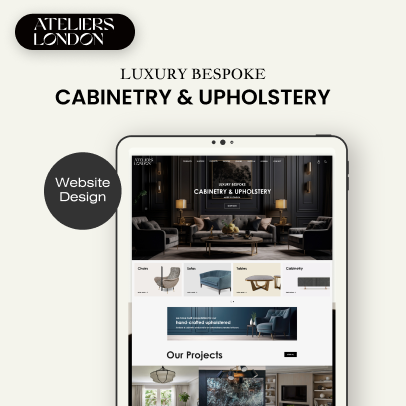 ATELIERS
LONDON
LUXURY BESPOKE
CABINETRY & UPHOLSTERY
Website
Design
ATELIERS
LONDON
LUXURY BESPOKE
CABINETRY & UPHOLSTERY
Chairs
Sofas
Tables
Cabinetry
hand-crafted upholstered
Our Projects